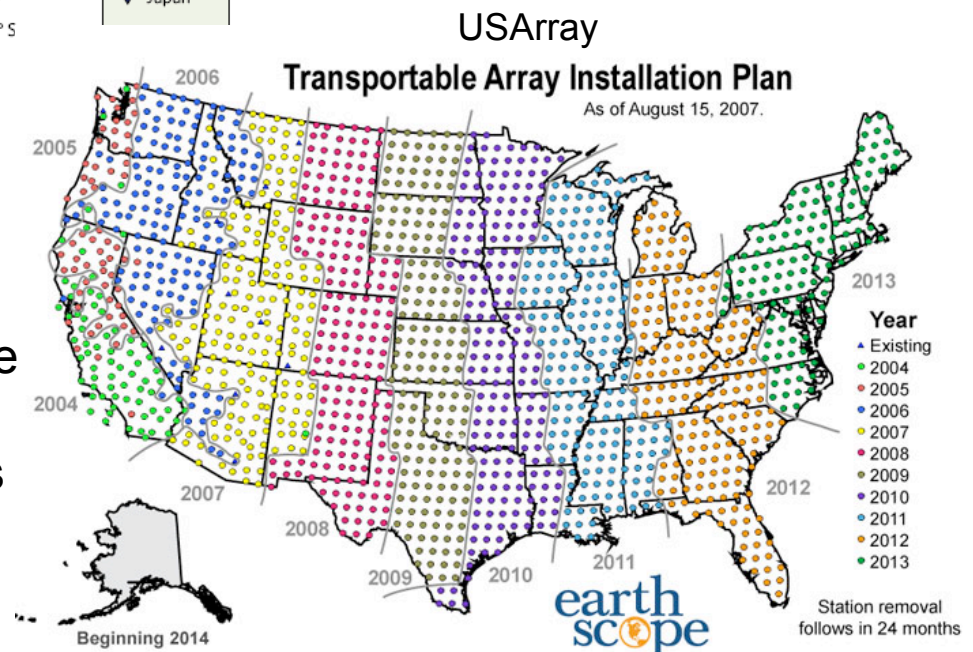 Japan
S
USArray
Transportable Array Installation Plan
As of August 15, 2007.
2006
2005
2013
Year
Existing
2004
2005
2006
2007
2008
2009
2010
2011
2012
2013
e
2004
s
2007
2012
2008
2011
2009
2010
earth
scope
Beginning 2014
Station removal
follows in 24 months